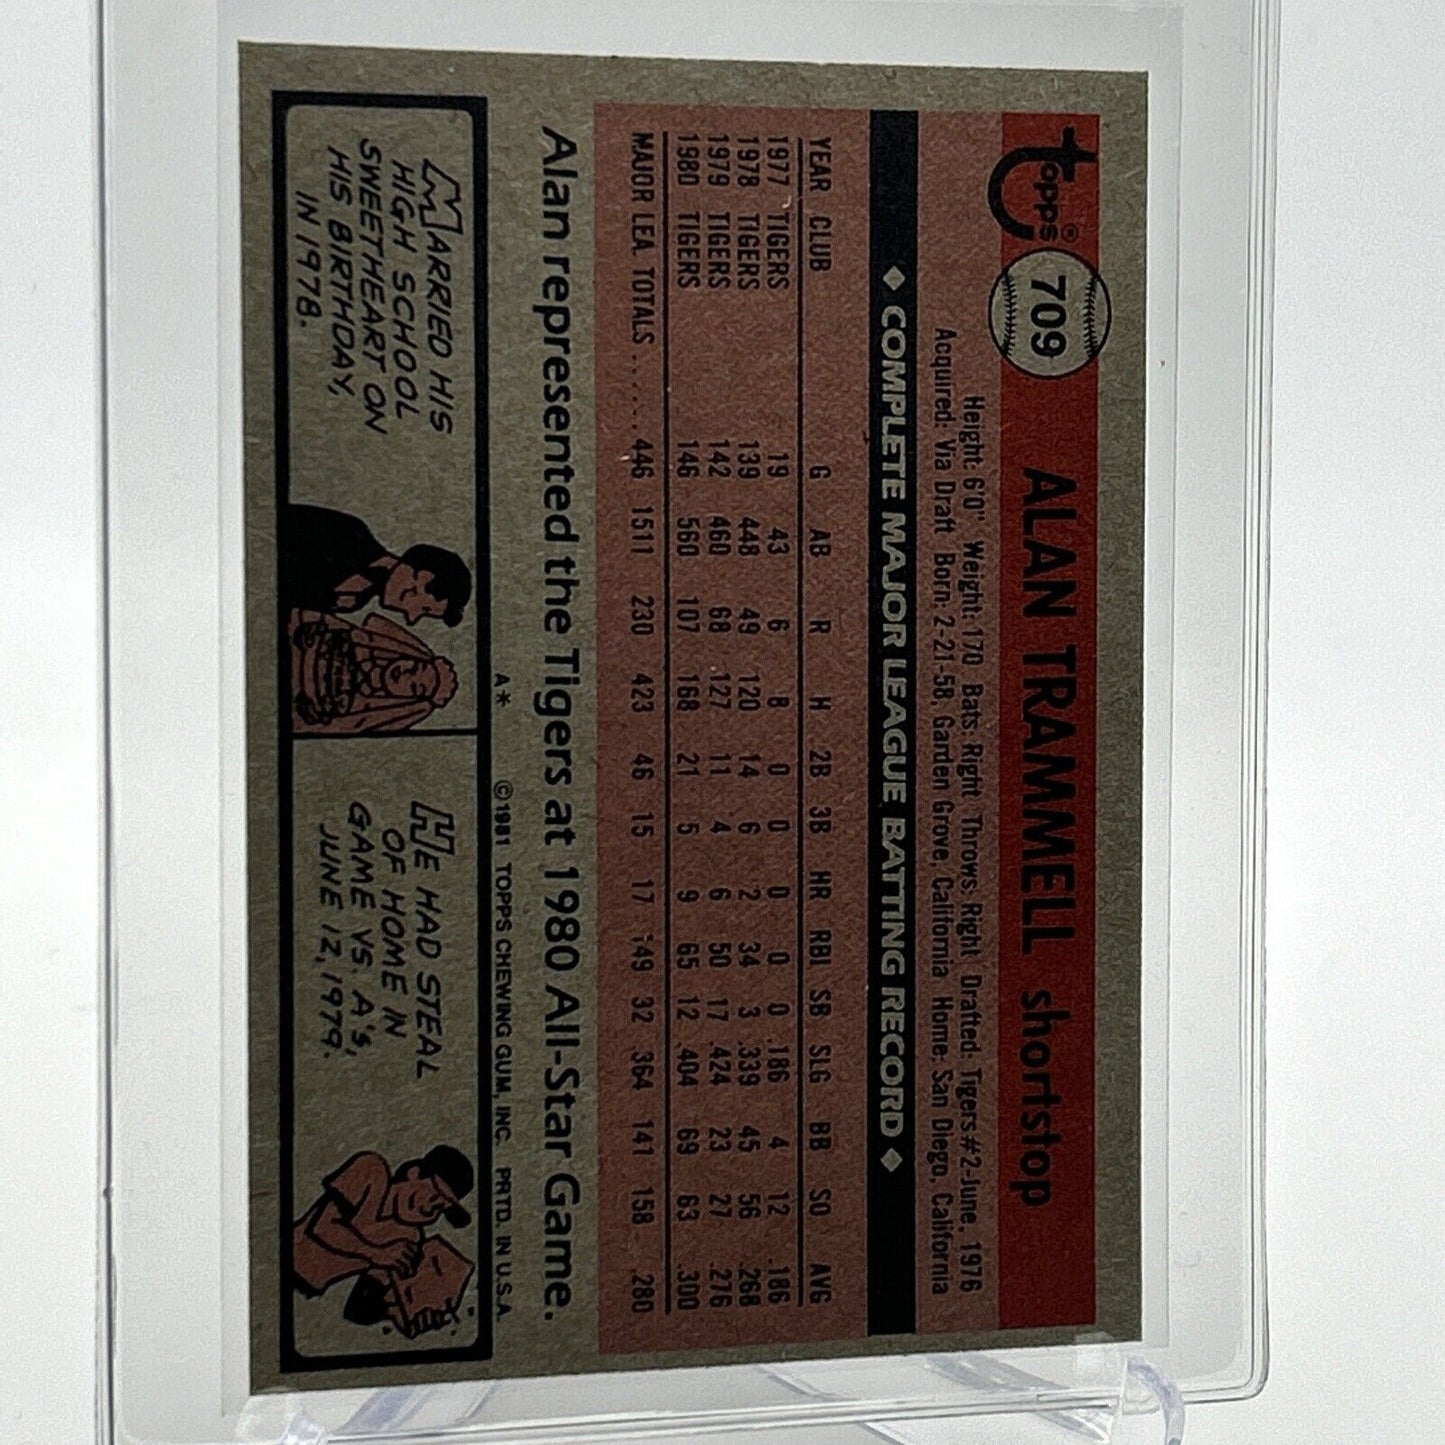 Topps® 709 ALAN TRAMMELL shortstop
Height: 6'0" Weight: 170 Bats: Right Throws: Right Drafted: Tigers#2-June, 1976
Acquired: Via Draft Born: 2-21-58, Garden Grove, California Home: San Diego, California
◆ COMPLETE MAJOR LEAGUE BATTING RECORD ◆
YEAR CLUB G AB R H 2B 3B HR RBI SB SLG BB SO AVG
1977 TIGERS 19 43 6 8 0 0 0 0 0 .186 4 12 .186
1978 TIGERS 139 448 49 120 14 6 2 34 3 .339 45 56 .268
1979 TIGERS 142 460 68 127 11 4 6 50 17 .424 23 27 .276
1980 TIGERS 146 560 107 168 21 5 9 65 12 .404 69 63 .300
MAJOR LEA. TOTALS ....... 446 1511 230 423 46 15 17 149 32 .364 141 158 .280
Alan represented the Tigers at 1980 All-Star Game.
A* ©1981 TOPPS CHEWING GUM, INC. PRTD. IN U.S.A.
MARRIED HIS
HIGH SCHOOL
SWEETHEART ON
HIS BIRTHDAY,
IN 1978.
HE HAD STEAL
OF HOME IN
GAME VS. A'S,
JUNE 12, 1979.